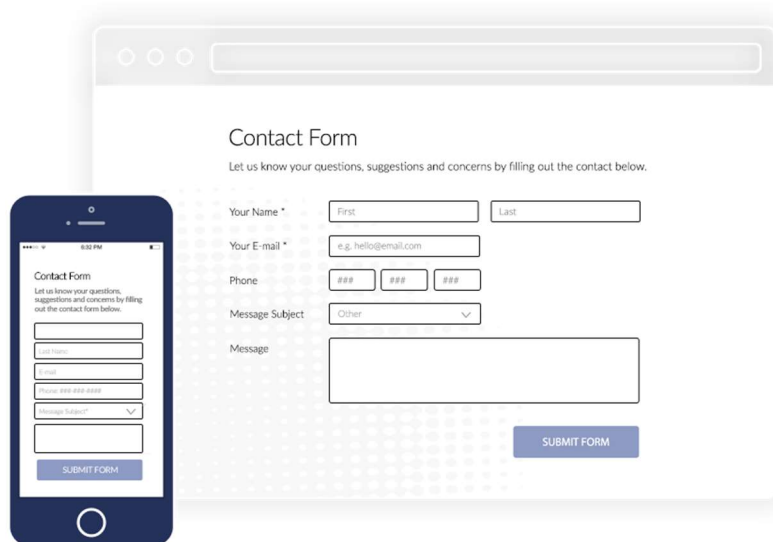 Contact Form
Let us know your questions, suggestions and concerns by filling out the contact below.
Your Name *
First
Last
Your E-mail *
e.g. hello@email.com
Phone
###
###
###
Message Subject
Other
Message
SUBMIT FORM
6:32 PM
Contact Form
Let us know your questions,
suggestions and concerns by filling
out the contact form below.
Last Name
E-mail
Phone: ### ### ####
Message Subject*
SUBMIT FORM